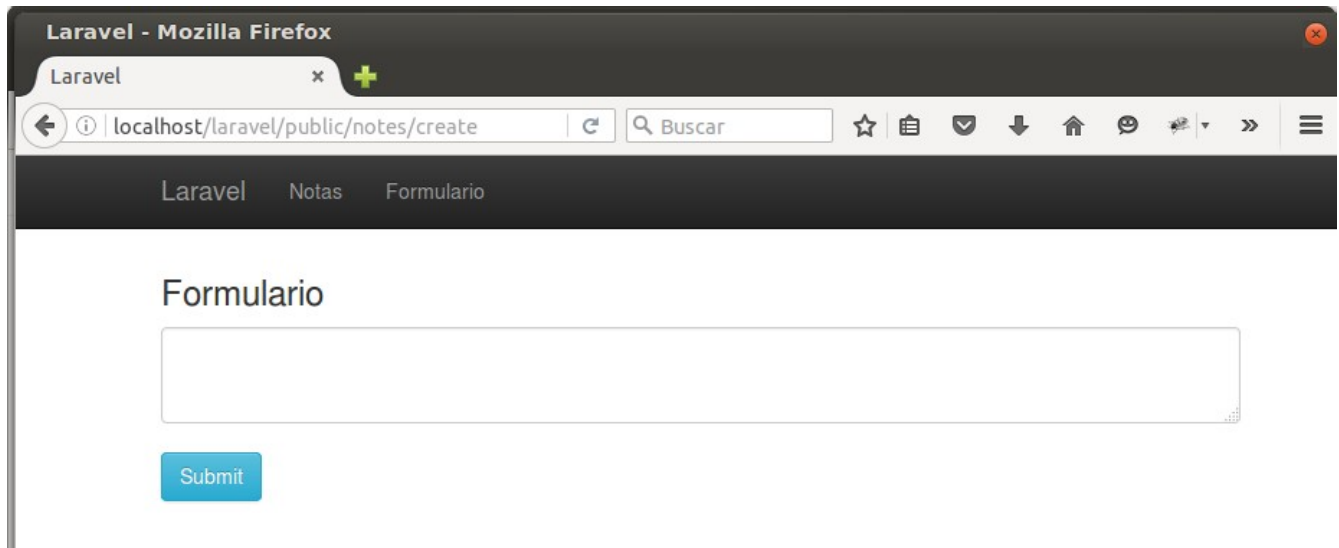 Laravel - Mozilla Firefox
Laravel
localhost/laravel/public/notes/create
Buscar
Laravel Notas Formulario
Formulario
Submit